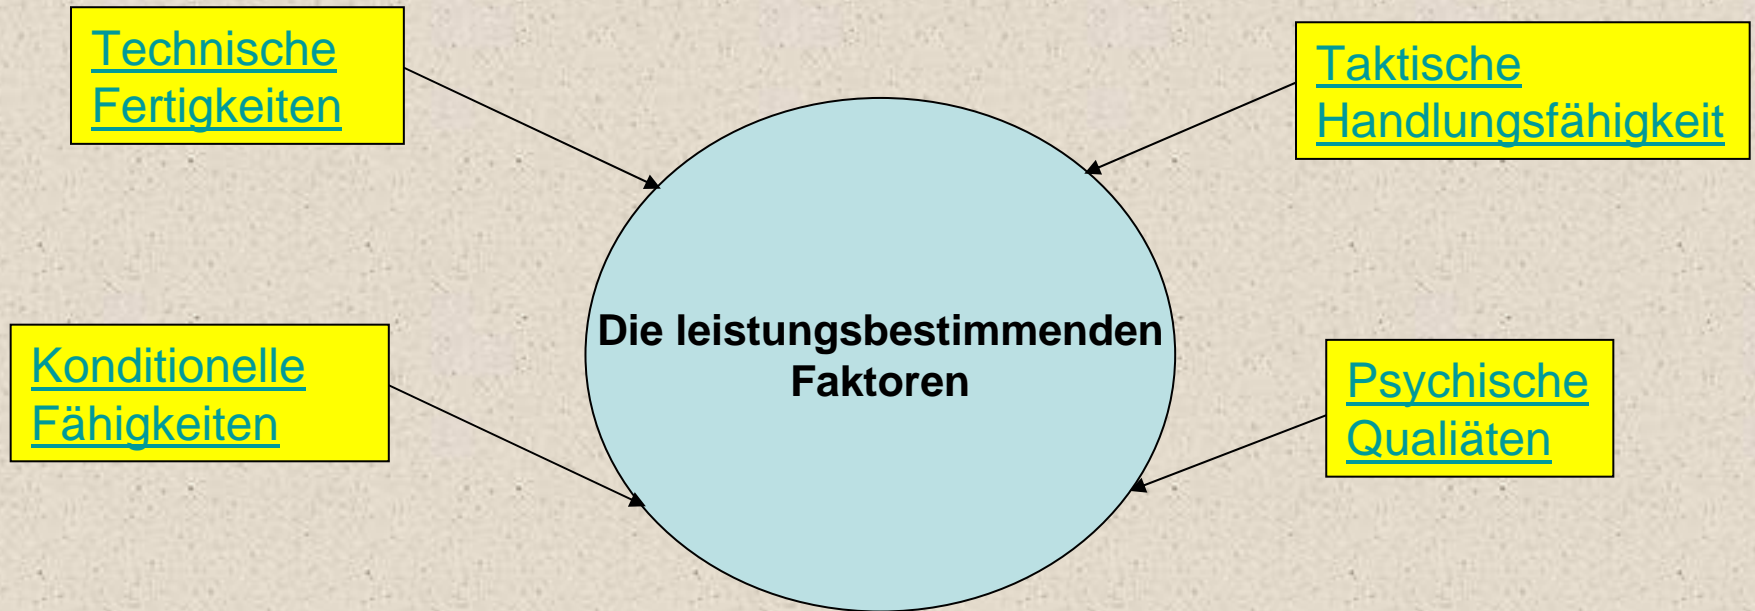 Technische
Fertigkeiten
Taktische
Handlungsfähigkeit
Die leistungsbestimmenden
Faktoren
Konditionelle
Fähigkeiten
Psychische
Qualiäten